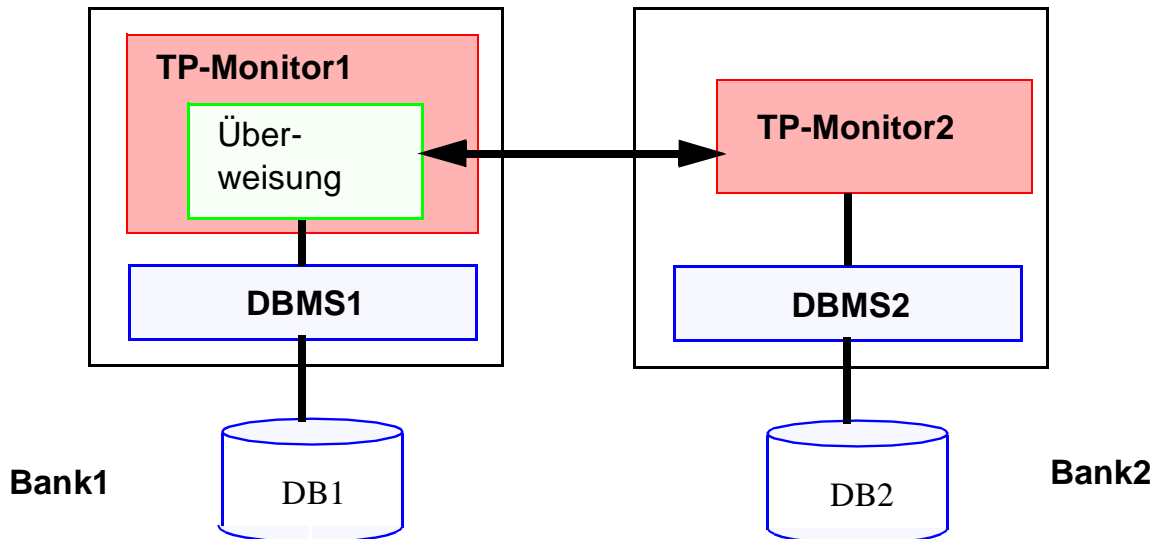 TP-Monitor1
Über-
weisung
TP-Monitor2
DBMS1
DBMS2
Bank1
DB1
DB2
Bank2